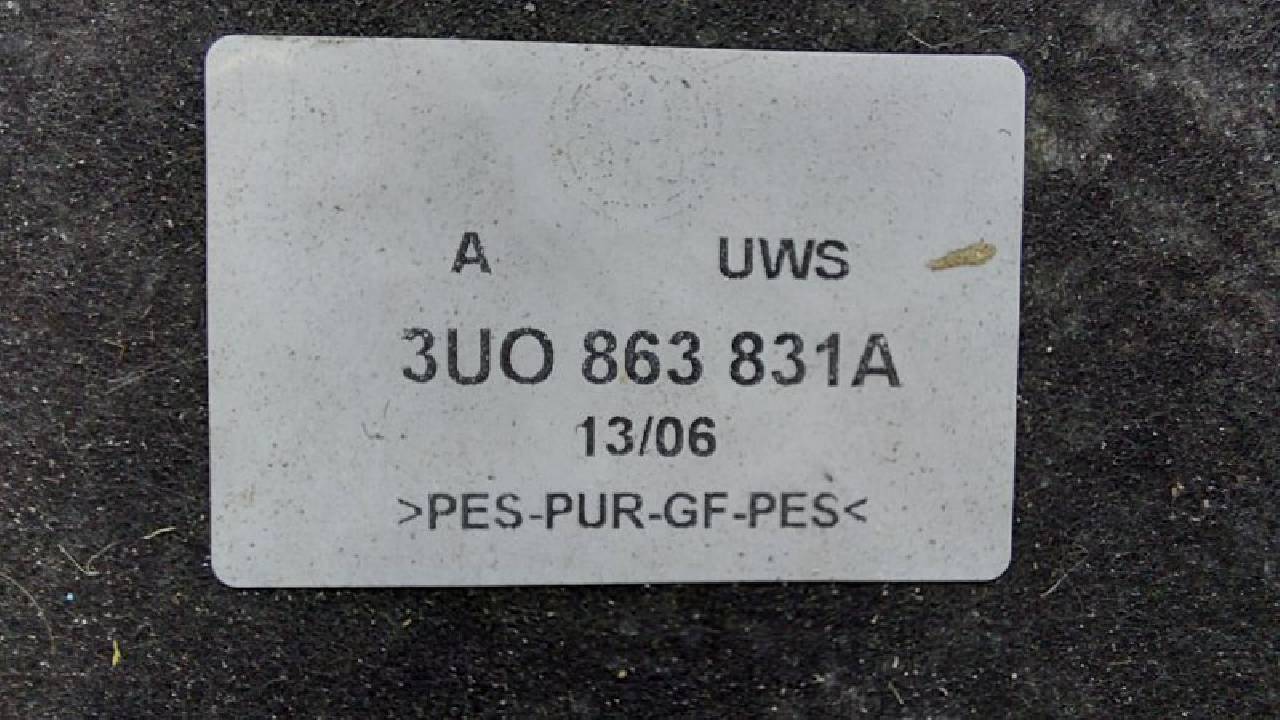 A UWS
3UO 863 831A
13/06
>PES-PUR-GF-PES<